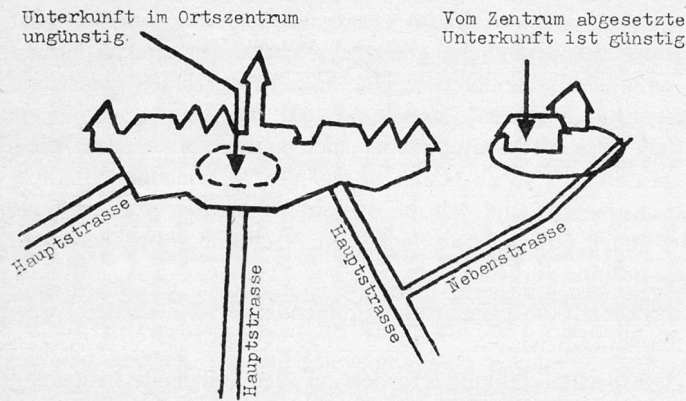 Unterkunft im Ortszentrum
ungünstig
Vom Zentrum abgesetzte
Unterkunft ist günstig
Hauptstrasse
Hauptstrasse
Hauptstrasse
Nebenstrasse